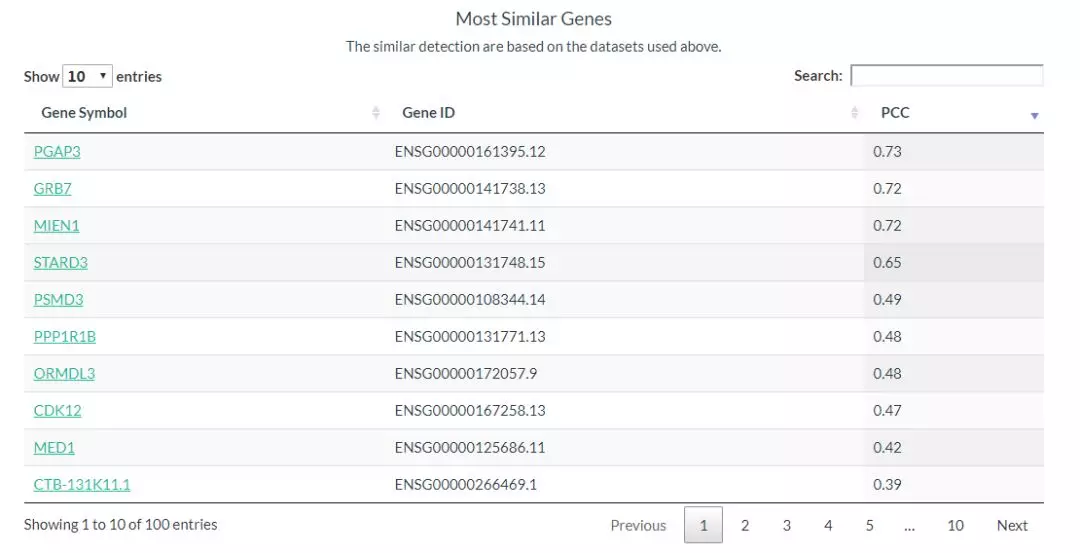 Most Similar Genes
The similar detection are based on the datasets used above.
Show 10 entries Search:
Gene Symbol Gene ID PCC
PGAP3 ENSG00000161395.12 0.73
GRB7 ENSG00000141738.13 0.72
MIEN1 ENSG00000141741.11 0.72
STARD3 ENSG00000131748.15 0.65
PSMD3 ENSG00000108344.14 0.49
PPP1R1B ENSG00000131771.13 0.48
ORMDL3 ENSG00000172057.9 0.48
CDK12 ENSG00000167258.13 0.47
MED1 ENSG00000125686.11 0.42
CTB-131K11.1 ENSG00000266469.1 0.39
Showing 1 to 10 of 100 entries Previous 1 2 3 4 5 ... 10 Next